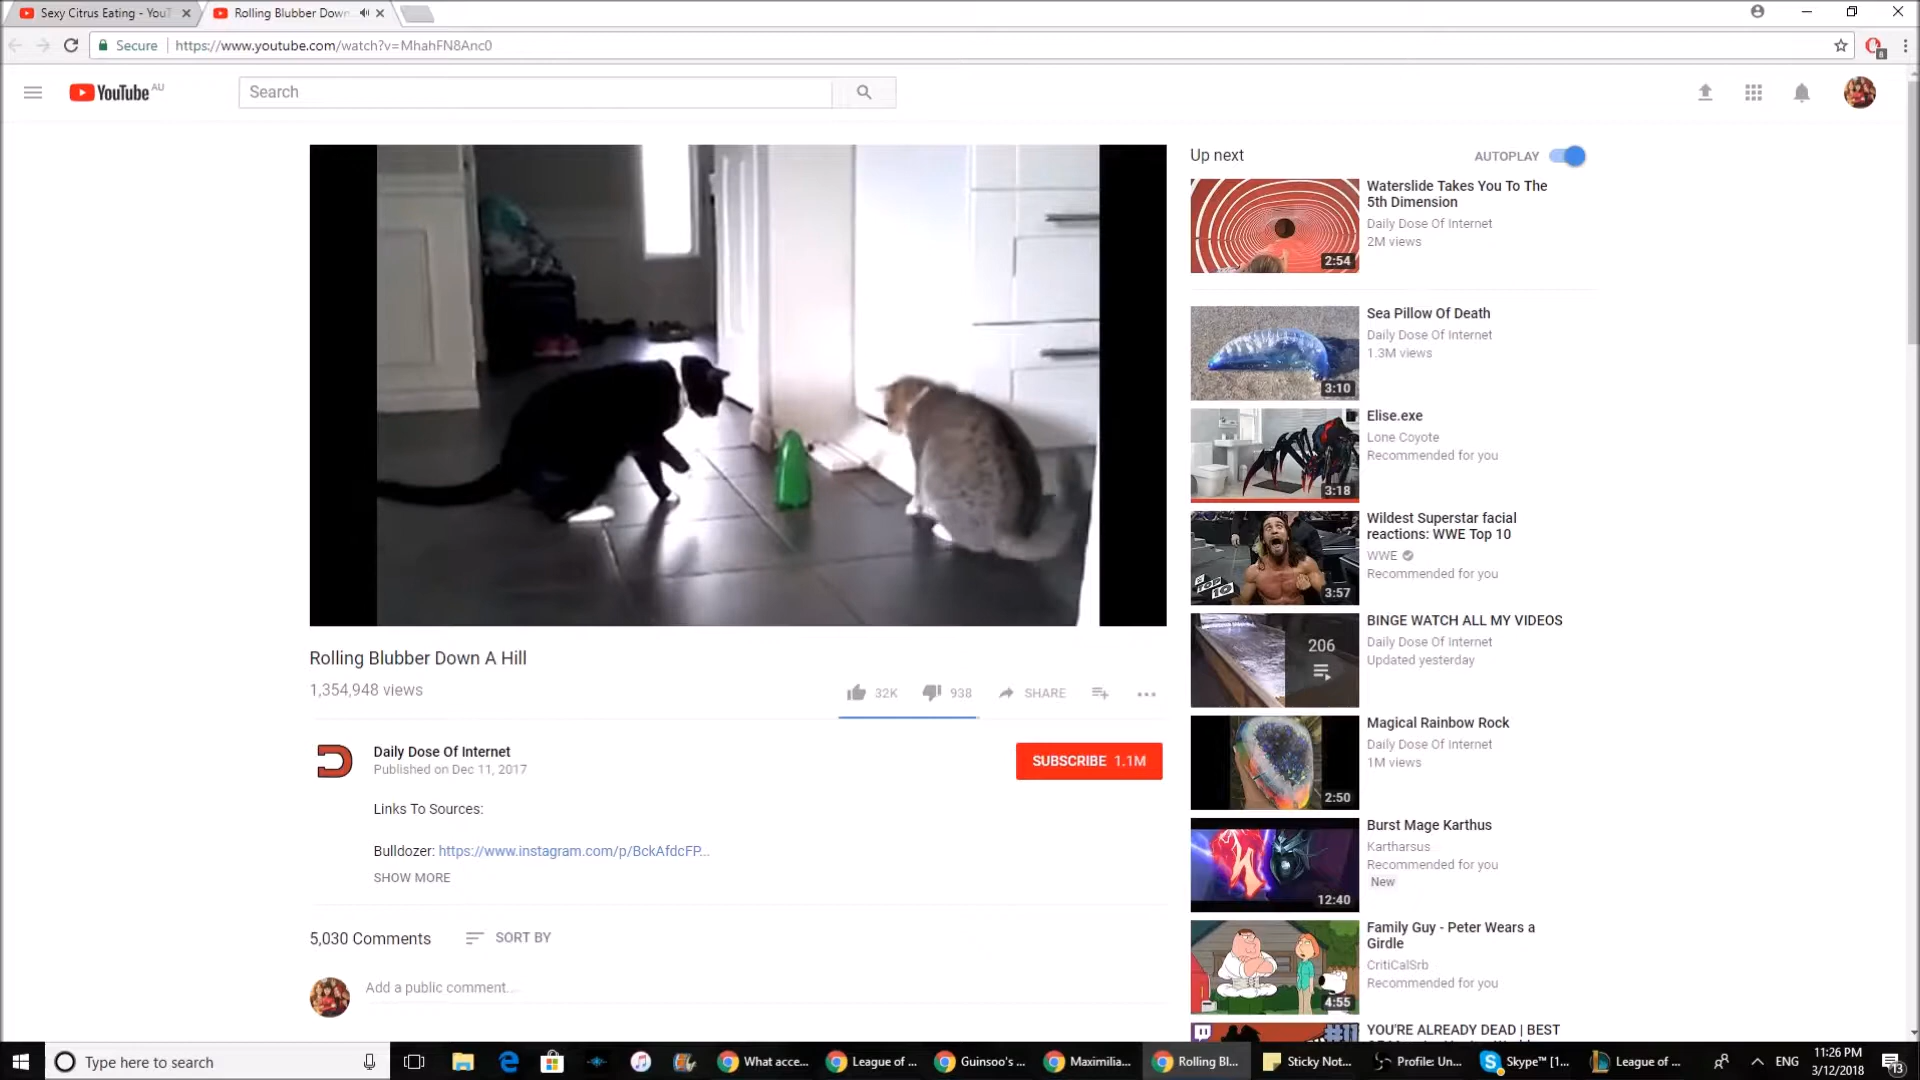 Sexy Citrus Eating - YouT
Rolling Blubber Down
Secure
https://www.youtube.com/watch?v=MhahFN8Anc0
8
YouTube AU
Search
Up next
AUTOPLAY
Waterslide Takes You To The
5th Dimension
Daily Dose Of Internet
2M views
2:54
Sea Pillow Of Death
Daily Dose Of Internet
1.3M views
3:10
Elise.exe
Lone Coyote
Recommended for you
3:18
Wildest Superstar facial
reactions: WWE Top 10
WWE
Recommended for you
TOP 10
3:57
BINGE WATCH ALL MY VIDEOS
Daily Dose Of Internet
Updated yesterday
206
Magical Rainbow Rock
Daily Dose Of Internet
1M views
2:50
Burst Mage Karthus
Kartharsus
Recommended for you
New
12:40
Family Guy - Peter Wears a
Girdle
CritiCalSrb
Recommended for you
4:55
YOU'RE ALREADY DEAD | BEST
#11
Rolling Blubber Down A Hill
1,354,948 views
32K
938
SHARE
Daily Dose Of Internet
Published on Dec 11, 2017
SUBSCRIBE 1.1M
Links To Sources:
Bulldozer: https://www.instagram.com/p/BckAfdcFP...
SHOW MORE
5,030 Comments
SORT BY
Add a public comment...
Type here to search
What acce...
League of ...
Guinsoo's ...
Maximilia...
Rolling Bl...
Sticky Not...
Profile: Un...
Skype™ [1...
League of ...
ENG
11:26 PM
3/12/2018
13